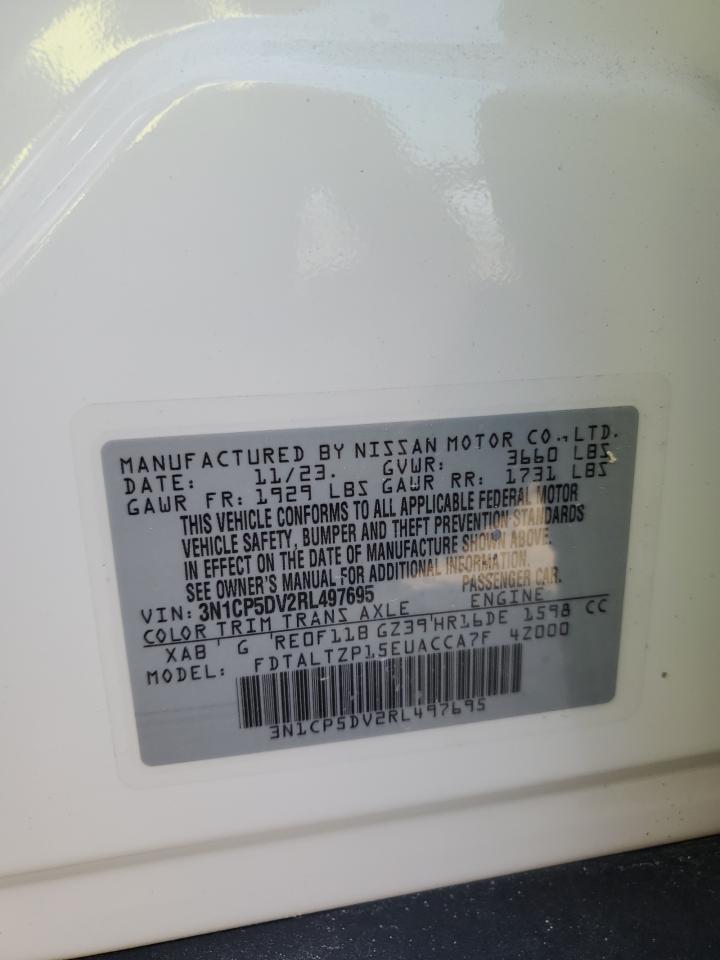 MANUFACTURED BY NISSAN MOTOR CO., LTD.
DATE: 11/23. GVWR: 3660 LBS
GAWR FR: 1929 LBS GAWR RR: 1731 LBS
THIS VEHICLE CONFORMS TO ALL APPLICABLE FEDERAL MOTOR
VEHICLE SAFETY, BUMPER AND THEFT PREVENTION STANDARDS
IN EFFECT ON THE DATE OF MANUFACTURE SHOWN ABOVE.
SEE OWNER'S MANUAL FOR ADDITIONAL INFORMATION.
VIN: 3N1CP5DV2RL497695 PASSENGER CAR.
COLOR TRIM TRANS AXLE ENGINE
XAB G RE0F11B GZ39 HR16DE 1598 CC
MODEL: FDTALTZP15EUACCA7F 4Z000
3N1CP5DV2RL497695